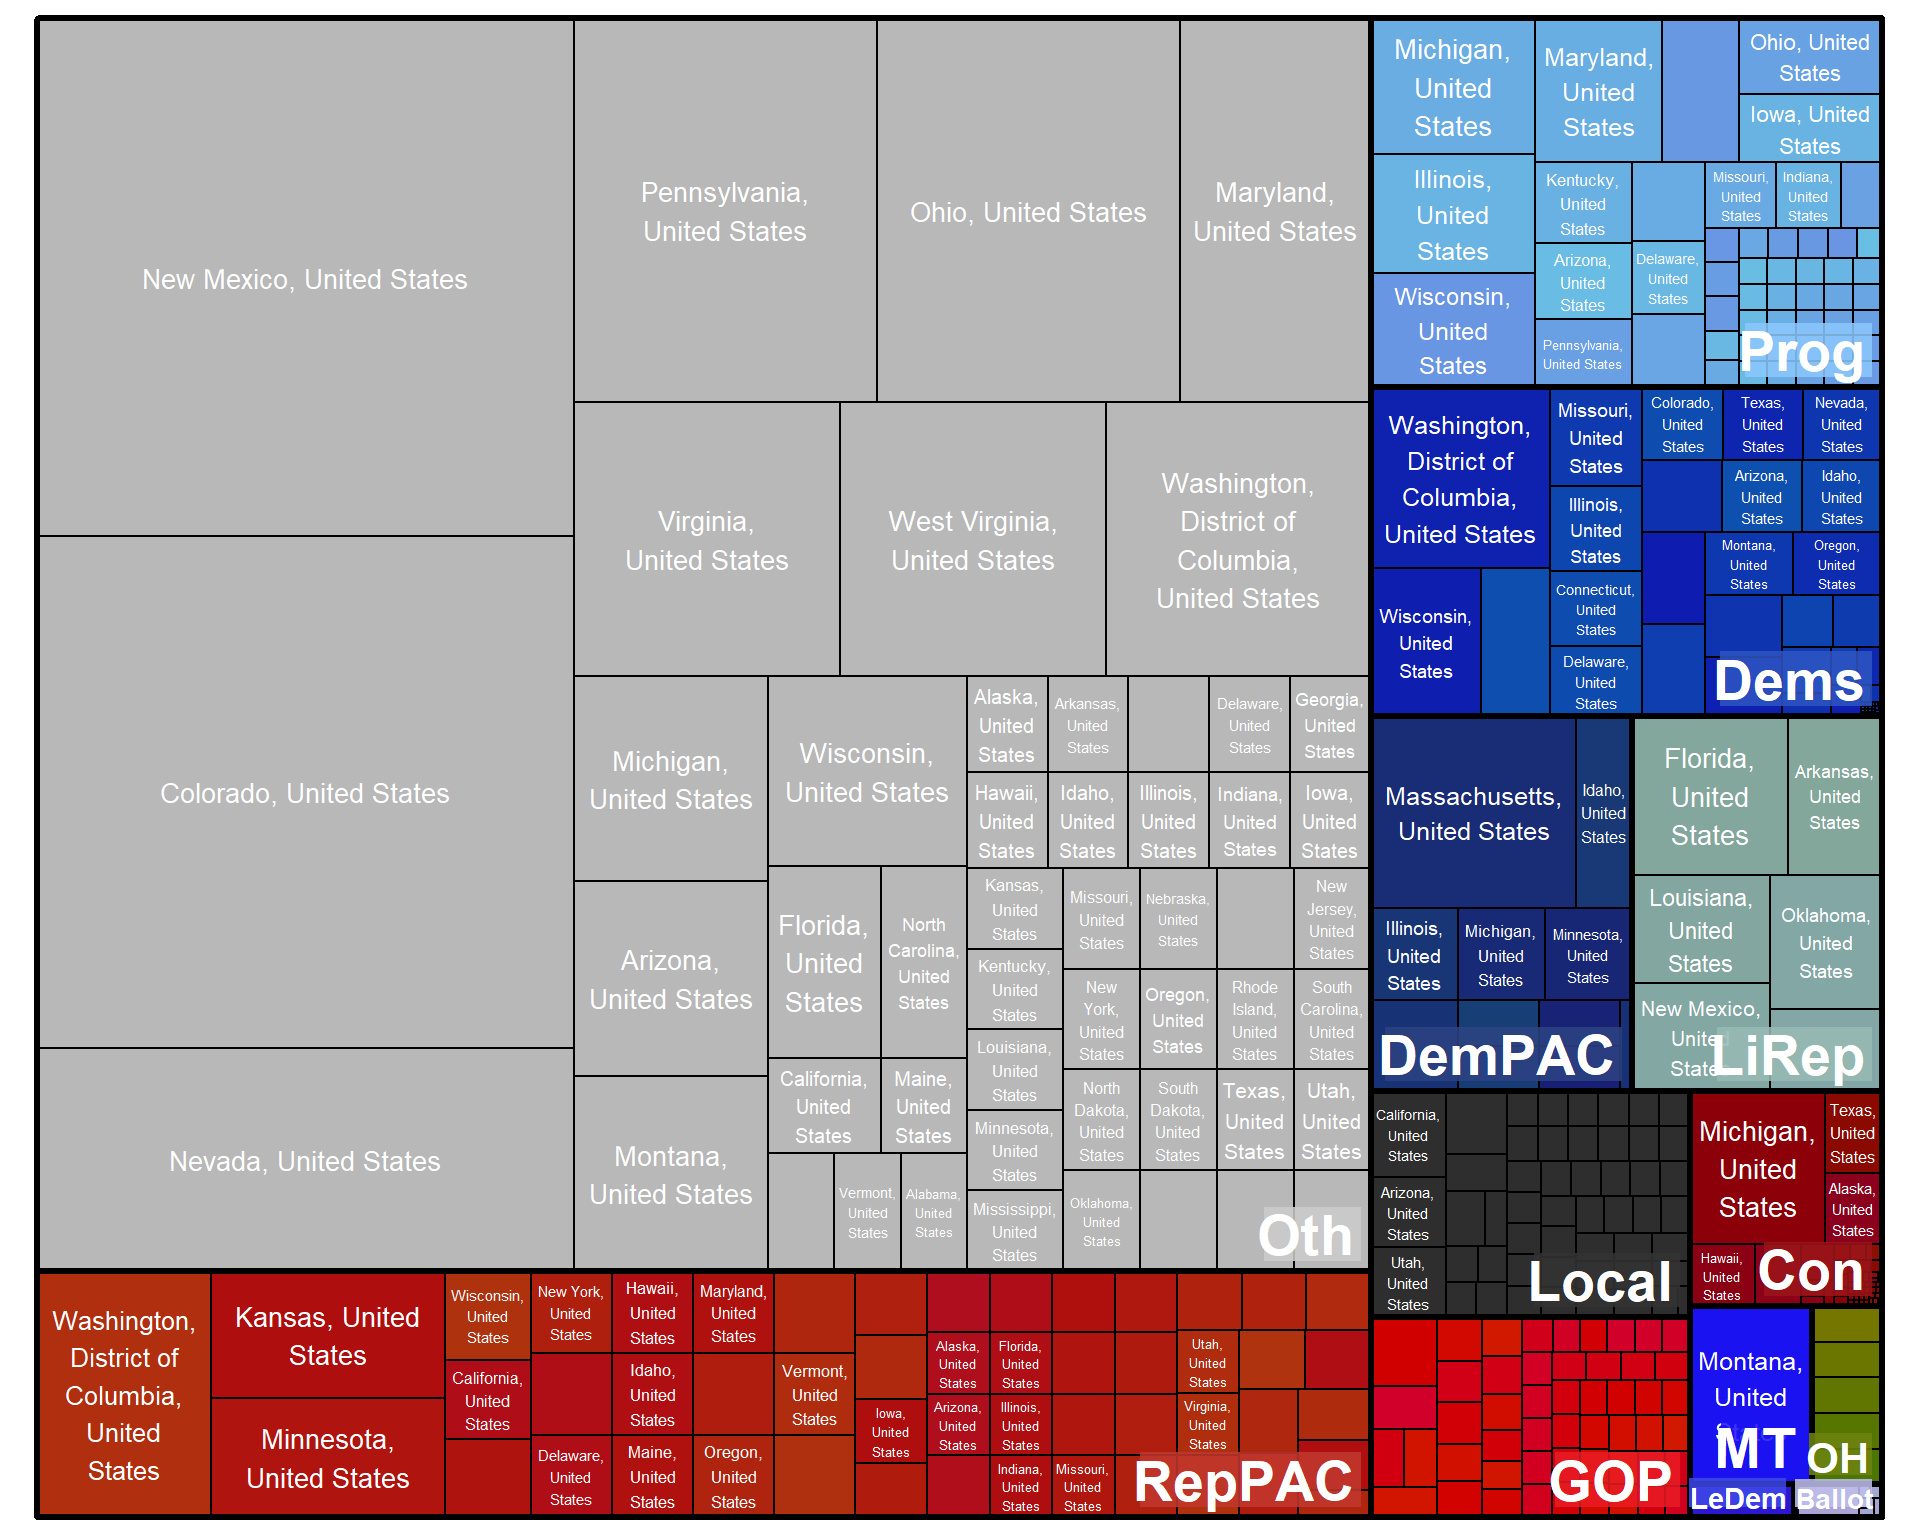 New Mexico, United States
Colorado, United States
Nevada, United States
Pennsylvania,
United States
Ohio, United States
Maryland,
United States
Virginia,
United States
West Virginia,
United States
Washington,
District of
Columbia,
United States
Michigan,
United States
Arizona,
United States
Montana,
United States
Wisconsin,
United States
Florida,
United
States
North
Carolina,
United
States
California,
United
States
Maine,
United
States
Vermont,
United
States
Alabama,
United
States
Alaska,
United
States
Arkansas,
United
States
Delaware,
United
States
Georgia,
United
States
Hawaii,
United
States
Idaho,
United
States
Illinois,
United
States
Indiana,
United
States
Iowa,
United
States
Kansas,
United
States
Kentucky,
United
States
Louisiana,
United
States
Minnesota,
United
States
Mississippi,
United
States
Missouri,
United
States
Nebraska,
United
States
New
Jersey,
United
States
New
York,
United
States
Oregon,
United
States
Rhode
Island,
United
States
South
Carolina,
United
States
North
Dakota,
United
States
South
Dakota,
United
States
Texas,
United
States
Utah,
United
States
Oklahoma,
United
States
Oth
Washington,
District of
Columbia,
United
States
Kansas, United
States
Minnesota,
United States
Wisconsin,
United
States
California,
United
States
New York,
United
States
Delaware,
United
States
Hawaii,
United
States
Idaho,
United
States
Maine,
United
States
Maryland,
United
States
Oregon,
United
States
Vermont,
United
States
Iowa,
United
States
Alaska,
United
States
Arizona,
United
States
Florida,
United
States
Illinois,
United
States
Indiana,
United
States
Missouri,
United
States
Utah,
United
States
Virginia,
United
States
RepPAC
Michigan,
United
States
Illinois,
United
States
Wisconsin,
United
States
Maryland,
United
States
Ohio, United
States
Iowa, United
States
Kentucky,
United
States
Arizona,
United
States
Pennsylvania,
United States
Delaware,
United
States
Missouri,
United
States
Indiana,
United
States
Prog
Washington,
District of
Columbia,
United States
Wisconsin,
United
States
Missouri,
United
States
Illinois,
United
States
Connecticut,
United
States
Delaware,
United
States
Colorado,
United
States
Texas,
United
States
Nevada,
United
States
Arizona,
United
States
Idaho,
United
States
Montana,
United
States
Oregon,
United
States
Dems
Massachusetts,
United States
Idaho,
United
States
Illinois,
United
States
Michigan,
United
States
Minnesota,
United
States
DemPAC
Florida,
United
States
Arkansas,
United
States
Louisiana,
United
States
Oklahoma,
United
States
New Mexico,
United
States
LiRep
California,
United
States
Arizona,
United
States
Utah,
United
States
Local
Michigan,
United
States
Texas,
United
States
Alaska,
United
States
Hawaii,
United
States
Con
GOP
Montana,
United
States
MT
OH
LeDem
Ballot